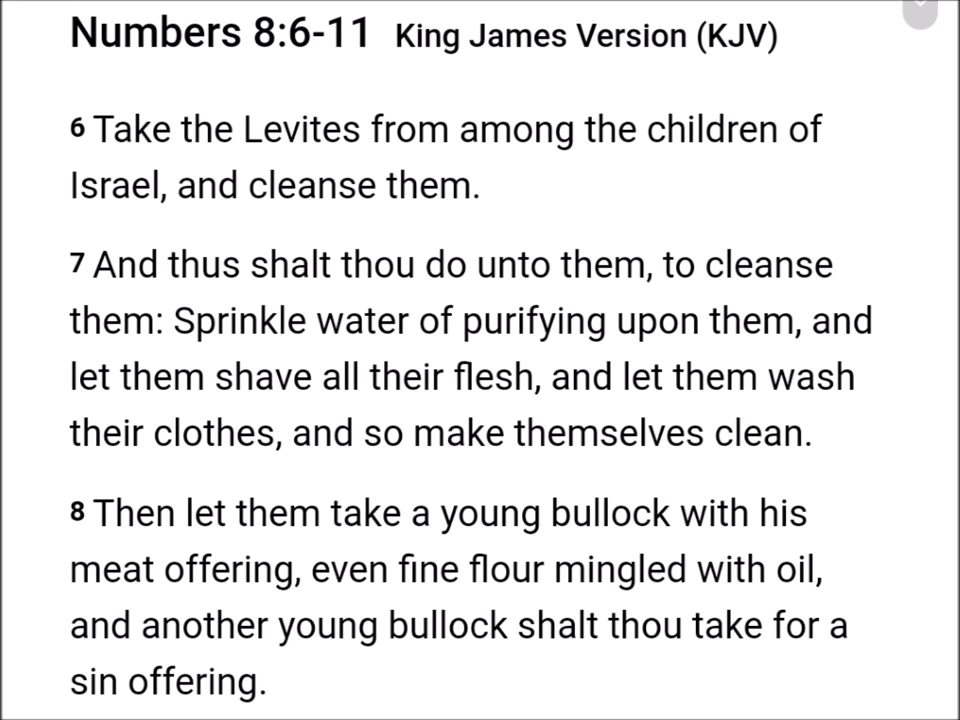 Numbers 8:6-11 King James Version (KJV)
6 Take the Levites from among the children of
Israel, and cleanse them.
7 And thus shalt thou do unto them, to cleanse
them: Sprinkle water of purifying upon them, and
let them shave all their flesh, and let them wash
their clothes, and so make themselves clean.
8 Then let them take a young bullock with his
meat offering, even fine flour mingled with oil,
and another young bullock shalt thou take for a
sin offering.